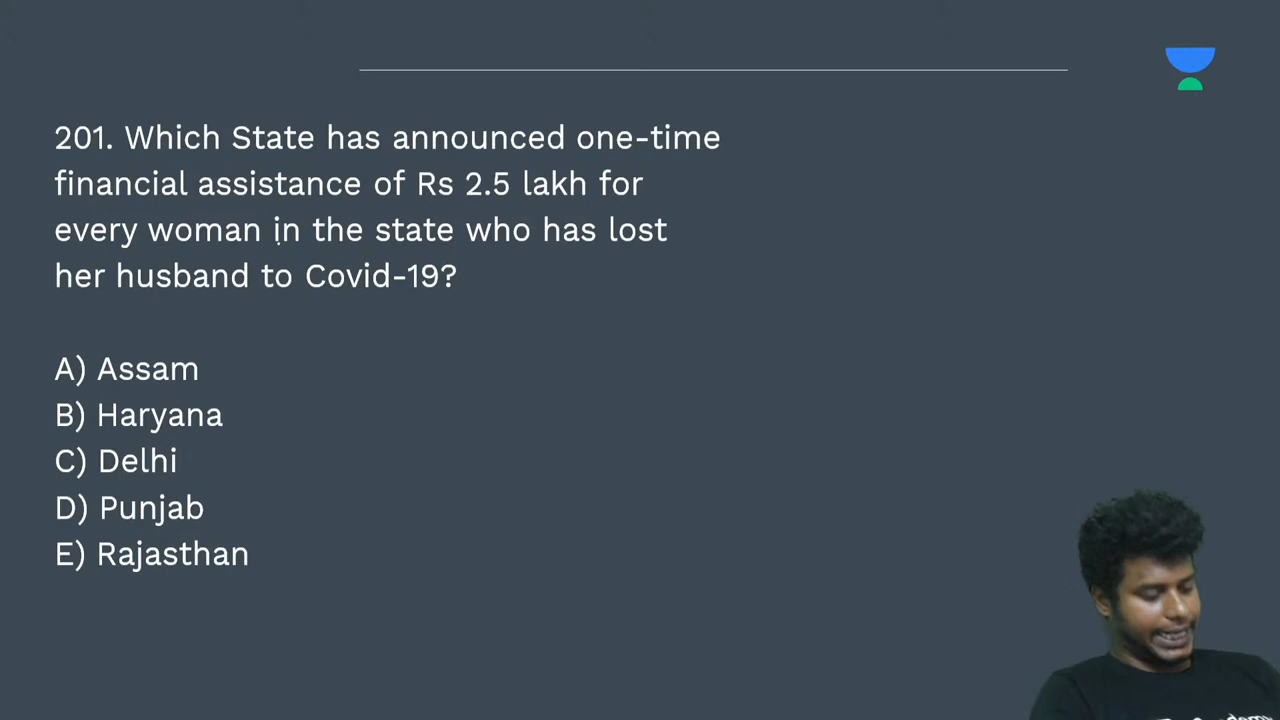 201. Which State has announced one-time
financial assistance of Rs 2.5 lakh for
every woman in the state who has lost
her husband to Covid-19?
A) Assam
B) Haryana
C) Delhi
D) Punjab
E) Rajasthan